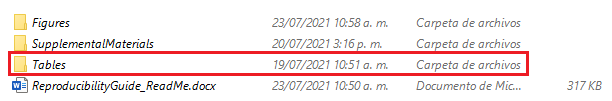 Figures 23/07/2021 10:58 a. m. Carpeta de archivos
SupplementalMaterials 20/07/2021 3:16 p. m. Carpeta de archivos
Tables 19/07/2021 10:51 a. m. Carpeta de archivos
ReproducibilityGuide_ReadMe.docx 23/07/2021 10:50 a. m. Documento de Mic... 317 KB